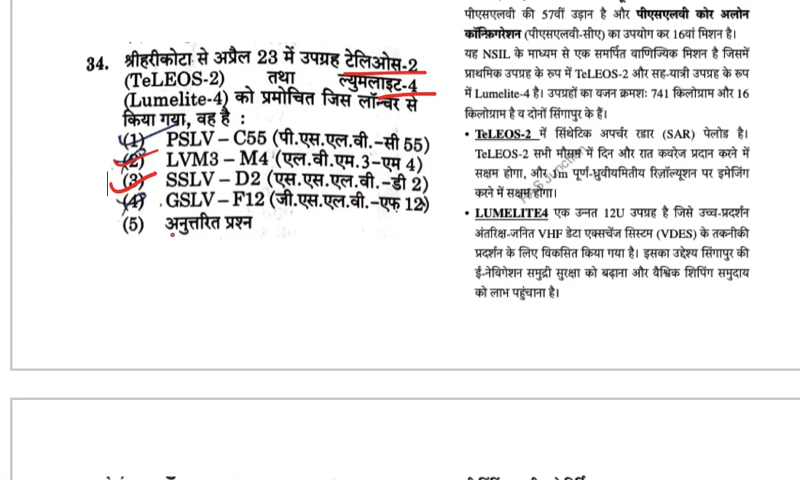 34. श्रीहरिकोटा से अप्रैल 23 में उपग्रह टेलिओस-2
(TeLEOS-2) तथा ल्युमलाइट-4
(Lumelite-4) को प्रमोचित जिस लॉन्चर से
किया गया, वह है :
(1) PSLV – C55 (पी.एस.एल.वी.–सी 55)
(2) LVM3 – M4 (एल.वी.एम.3–एम 4)
(3) SSLV – D2 (एस.एस.एल.वी.–डी 2)
(4) GSLV – F12 (जी.एस.एल.वी.–एफ 12)
(5) अनुत्तरित प्रश्न
पीएसएलवी की 57वीं उड़ान है और पीएसएलवी कोर अलोन
कॉन्फ़िगरेशन (पीएसएलवी-सीए) का उपयोग कर 16वां मिशन है।
यह NSIL के माध्यम से एक समर्पित वाणिज्यिक मिशन है जिसमें
प्राथमिक उपग्रह के रूप में TeLEOS-2 और सह-यात्री उपग्रह के रूप
में Lumelite-4 है। उपग्रहों का वजन क्रमशः 741 किलोग्राम और 16
किलोग्राम है व दोनों सिंगापुर के हैं।
• TeLEOS-2 में सिंथेटिक अपर्चर रडार (SAR) पेलोड है।
TeLEOS-2 सभी मौसम में दिन और रात कवरेज प्रदान करने में
सक्षम होगा, और 1m पूर्ण-ध्रुवीयमितीय रिज़ॉल्यूशन पर इमेजिंग
करने में सक्षम होगा।
• LUMELITE4 एक उन्नत 12U उपग्रह है जिसे उच्च-प्रदर्शन
अंतरिक्ष-जनित VHF डेटा एक्सचेंज सिस्टम (VDES) के तकनीकी
प्रदर्शन के लिए विकसित किया गया है। इसका उद्देश्य सिंगापुर की
ई-नेविगेशन समुद्री सुरक्षा को बढ़ाना और वैश्विक शिपिंग समुदाय
को लाभ पहुंचाना है।